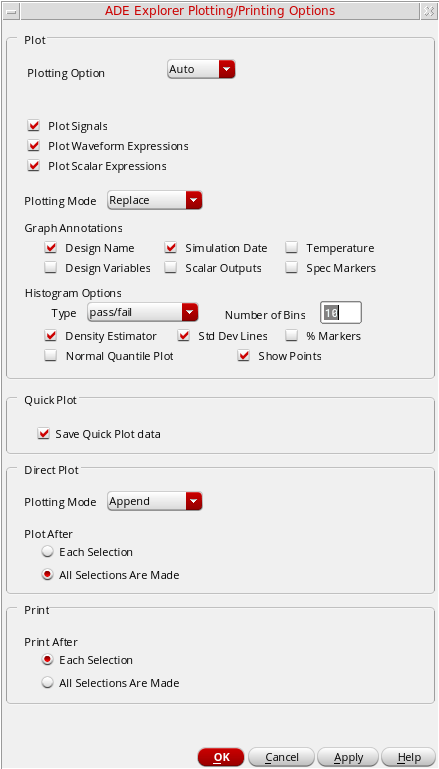 ADE Explorer Plotting/Printing Options
Plot
Plotting Option Auto
Plot Signals
Plot Waveform Expressions
Plot Scalar Expressions
Plotting Mode Replace
Graph Annotations
Design Name Simulation Date Temperature
Design Variables Scalar Outputs Spec Markers
Histogram Options
Type pass/fail Number of Bins 10
Density Estimator Std Dev Lines % Markers
Normal Quantile Plot Show Points
Quick Plot
Save Quick Plot data
Direct Plot
Plotting Mode Append
Plot After
Each Selection
All Selections Are Made
Print
Print After
Each Selection
All Selections Are Made
OK Cancel Apply Help